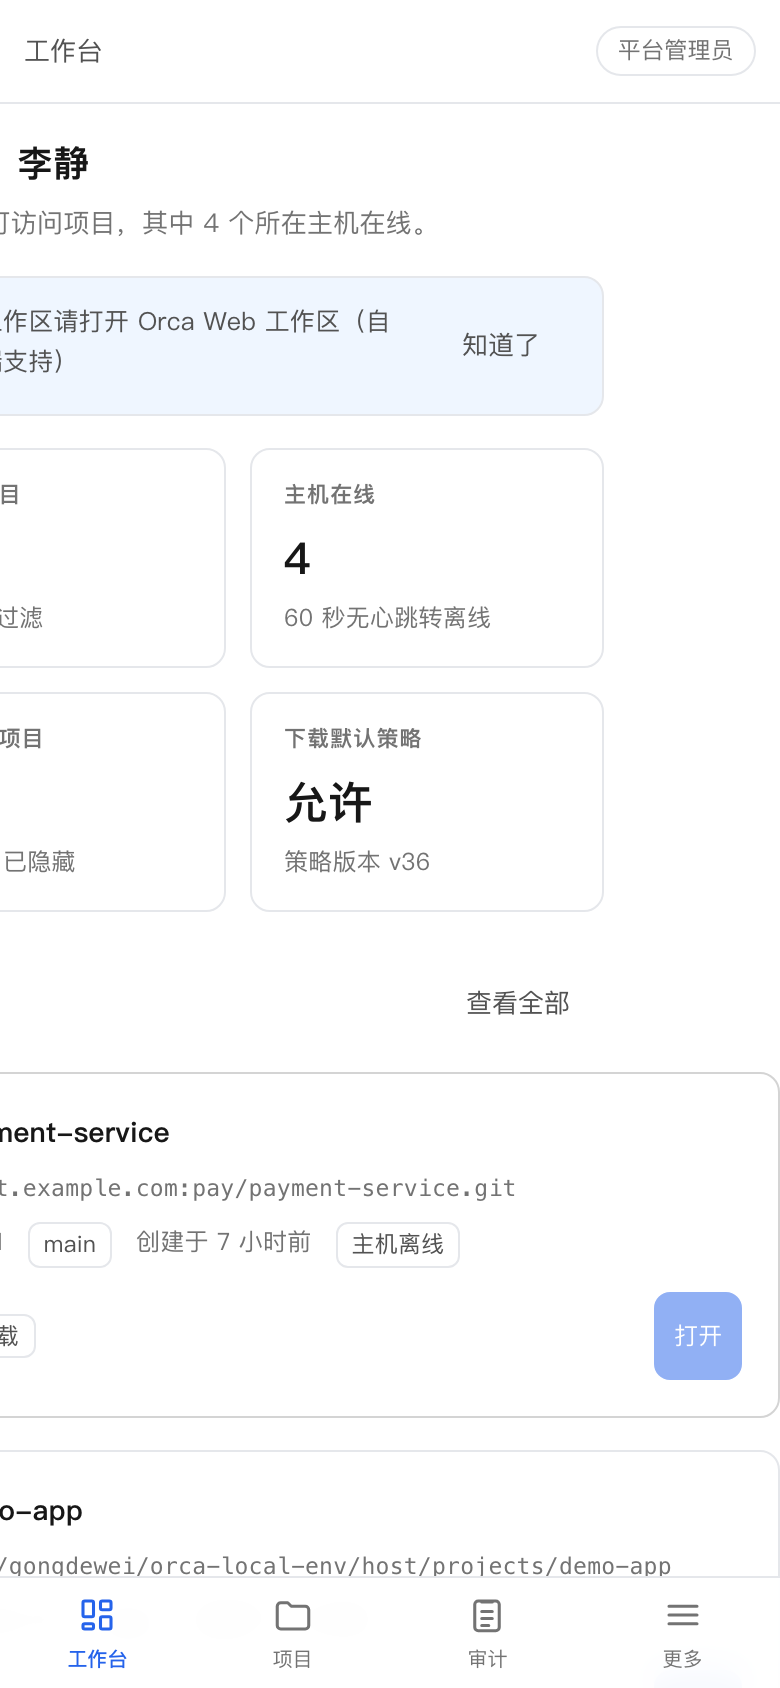 工作台
平台管理员
李静
可访问项目，其中 4 个所在主机在线。
工作区请打开 Orca Web 工作区（自
支持）
知道了
目
过滤
主机在线
4
60 秒无心跳转离线
项目
已隐藏
下载默认策略
允许
策略版本 v36
查看全部
ment-service
t.example.com:pay/payment-service.git
main
创建于 7 小时前
主机离线
载
打开
o-app
/gongdewei/orca-local-env/host/projects/demo-app
工作台
项目
审计
更多